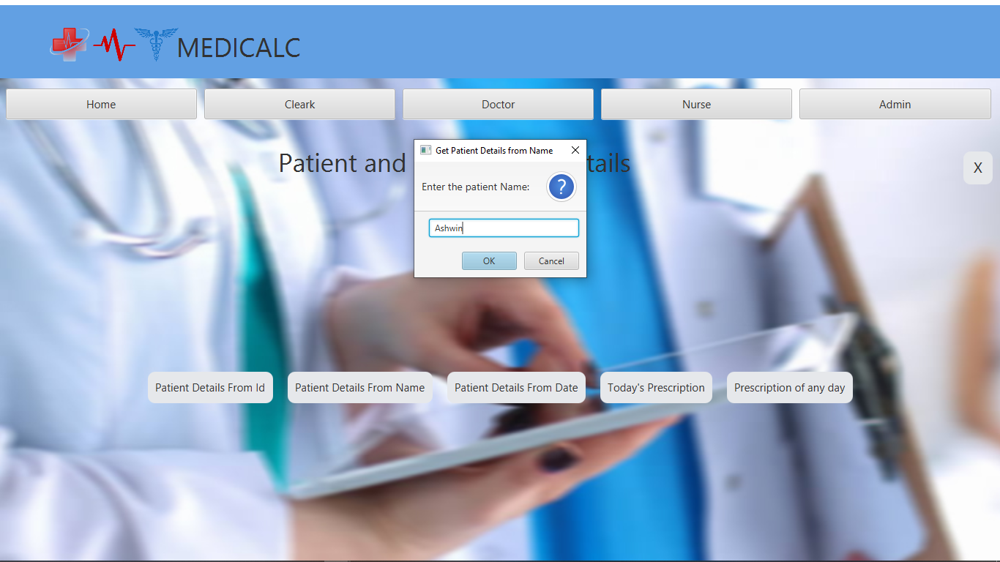 MEDICALC
Home
Cleark
Doctor
Nurse
Admin
Get Patient Details from Name
Patient and
tails
X
Enter the patient Name:
?
Ashwin
OK
Cancel
Patient Details From Id
Patient Details From Name
Patient Details From Date
Today's Prescription
Prescription of any day